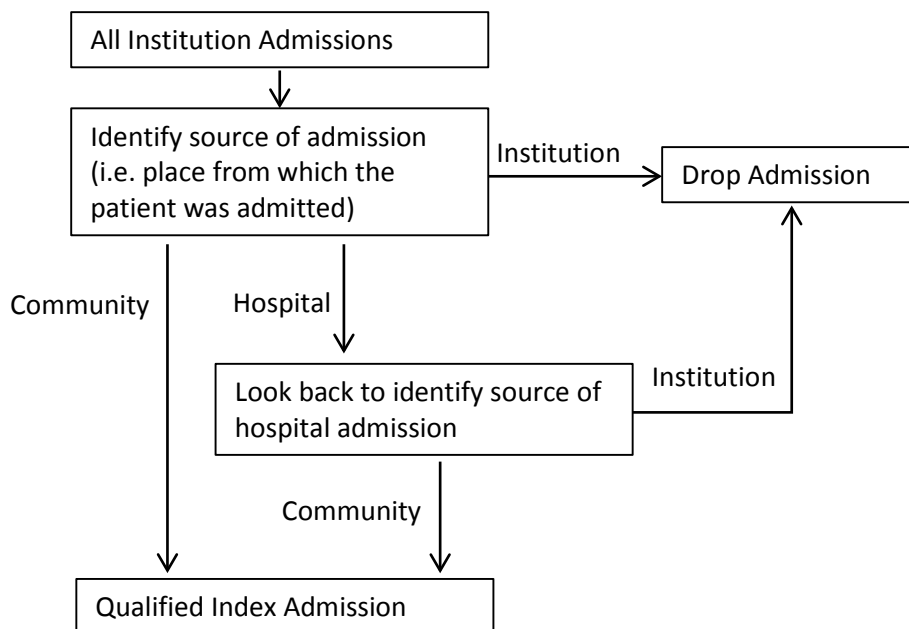 All Institution Admissions
Identify source of admission
(i.e. place from which the
patient was admitted)
Institution
Drop Admission
Community
Hospital
Look back to identify source of
hospital admission
Institution
Community
Qualified Index Admission